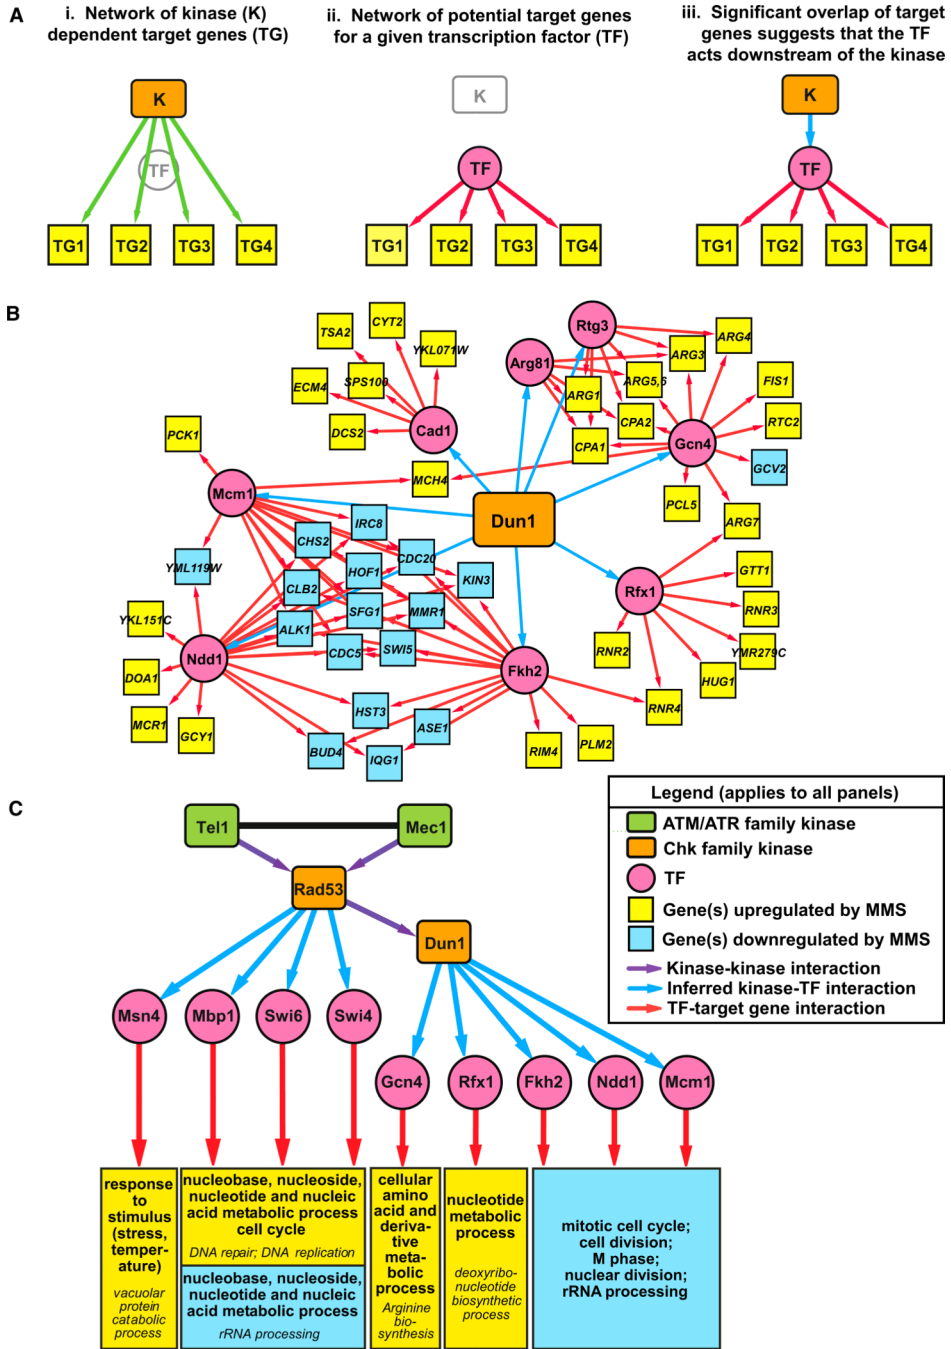 A
i. Network of kinase (K)
dependent target genes (TG)
ii. Network of potential target genes
for a given transcription factor (TF)
iii. Significant overlap of target
genes suggests that the TF
acts downstream of the kinase
K
TF
TG1 TG2 TG3 TG4
K
TF
TG1 TG2 TG3 TG4
K
TF
TG1 TG2 TG3 TG4
B
TSA2
CYT2
YKL071W
ECM4
SPS100
DCS2
Cad1
PCK1
MCH4
Mcm1
Rtg3
Arg81
ARG4
ARG3
ARG1
ARG5,6
FIS1
CPA2
RTC2
CPA1
Gcn4
GCV2
PCL5
ARG7
Dun1
IRC8
CHS2
CDC20
YML119W
HOF1
KIN3
CLB2
SFG1
MMR1
ALK1
CDC5
SWI5
YKL151C
Ndd1
DOA1
MCR1
GCY1
Fkh2
HST3
ASE1
BUD4
IQG1
RIM4
PLM2
Rfx1
GTT1
RNR3
YMR279C
HUG1
RNR2
RNR4
C
Tel1
Mec1
Rad53
Dun1
Msn4
Mbp1
Swi6
Swi4
Gcn4
Rfx1
Fkh2
Ndd1
Mcm1
response
to
stimulus
(stress,
temper-
ature)
vacuolar
protein
catabolic
process
nucleobase, nucleoside,
nucleotide and nucleic
acid metabolic process
cell cycle
DNA repair; DNA replication
nucleobase, nucleoside,
nucleotide and nucleic
acid metabolic process
rRNA processing
cellular
amino
acid and
deriva-
tive
meta-
bolic
process
Arginine
bio-
synthesis
nucleotide
metabolic
process
deoxyribo-
nucleotide
biosynthetic
process
mitotic cell cycle;
cell division;
M phase;
nuclear division;
rRNA processing
Legend (applies to all panels)
ATM/ATR family kinase
Chk family kinase
TF
Gene(s) upregulated by MMS
Gene(s) downregulated by MMS
Kinase-kinase interaction
Inferred kinase-TF interaction
TF-target gene interaction